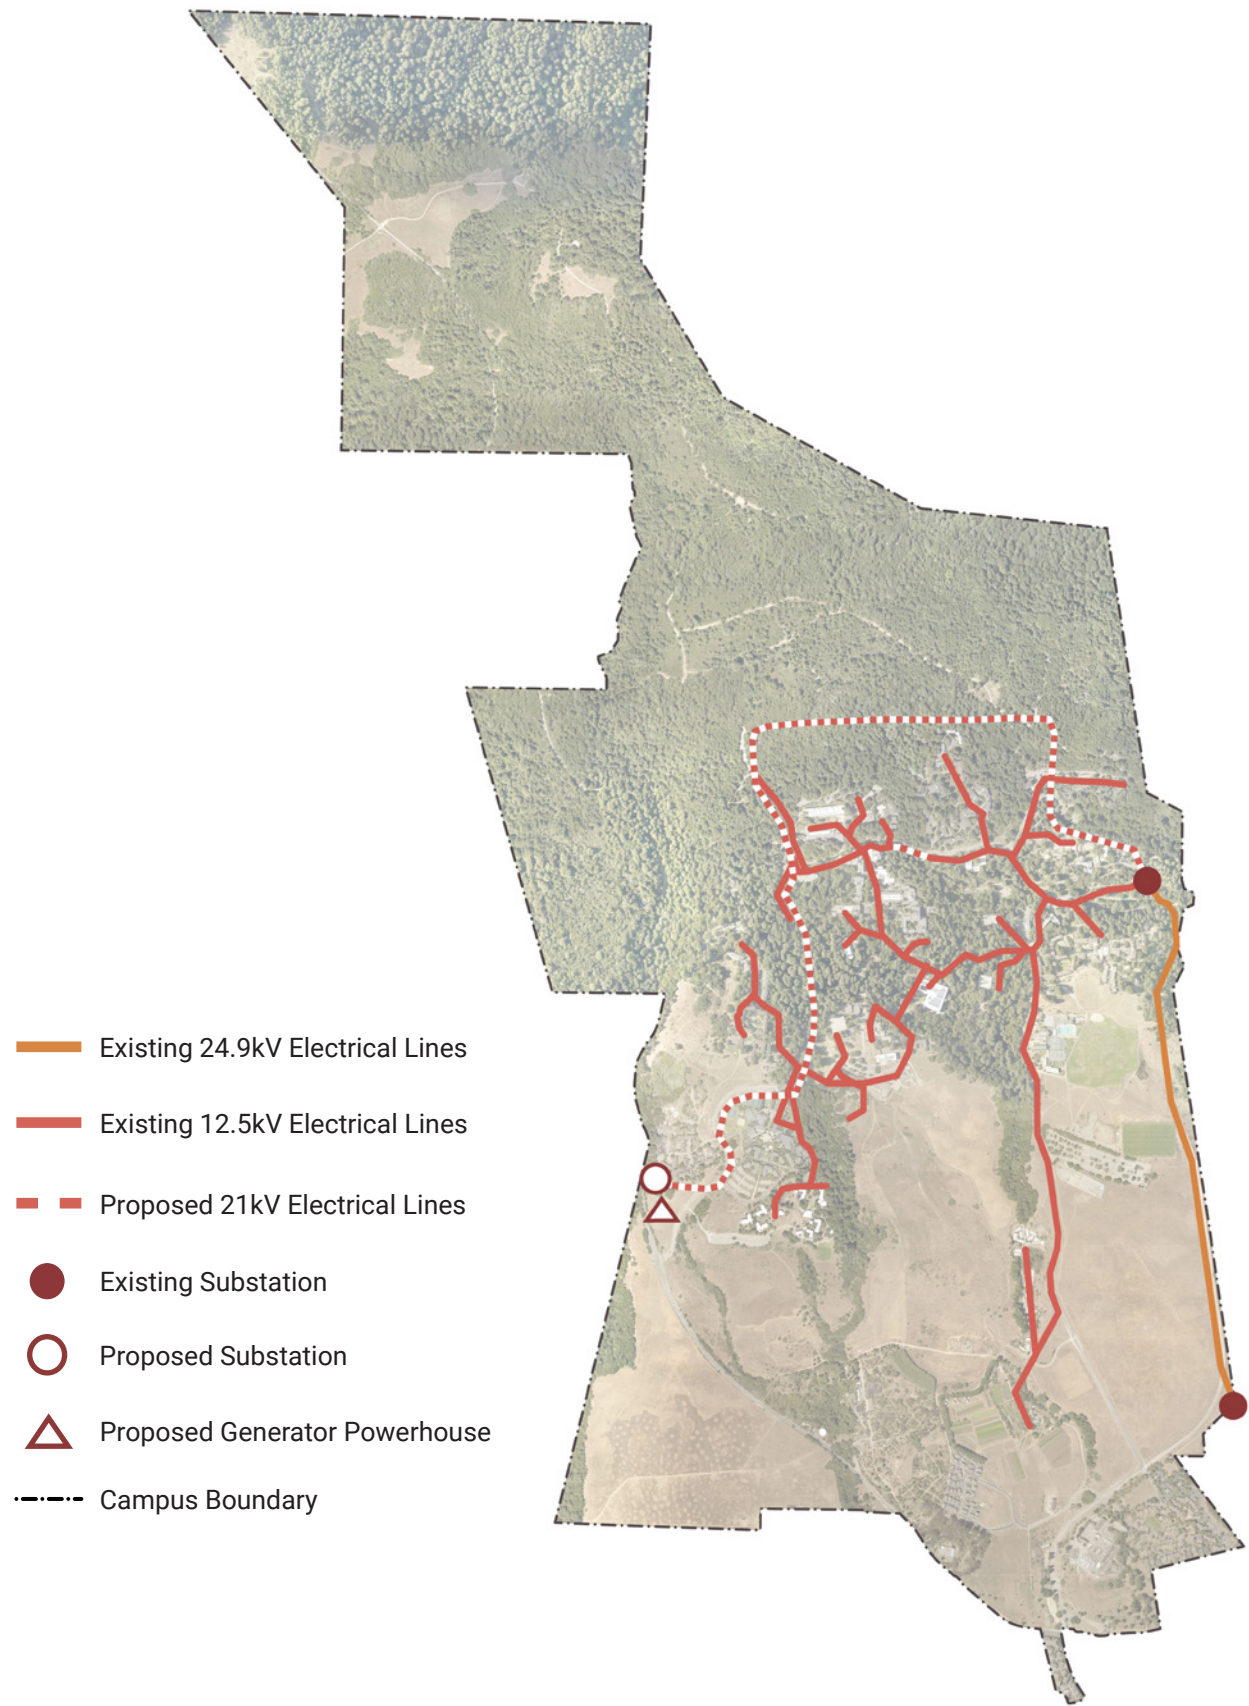 Existing 24.9kV Electrical Lines
Existing 12.5kV Electrical Lines
Proposed 21kV Electrical Lines
Existing Substation
Proposed Substation
Proposed Generator Powerhouse
Campus Boundary